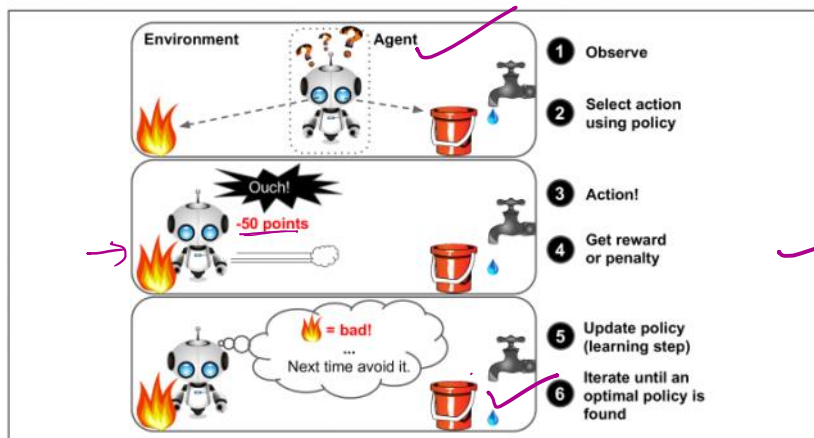 Environment
Agent
? ? ?
1 Observe
2 Select action
using policy
Ouch!
-50 points
3 Action!
4 Get reward
or penalty
= bad!
...
Next time avoid it.
5 Update policy
(learning step)
6 Iterate until an
optimal policy is
found